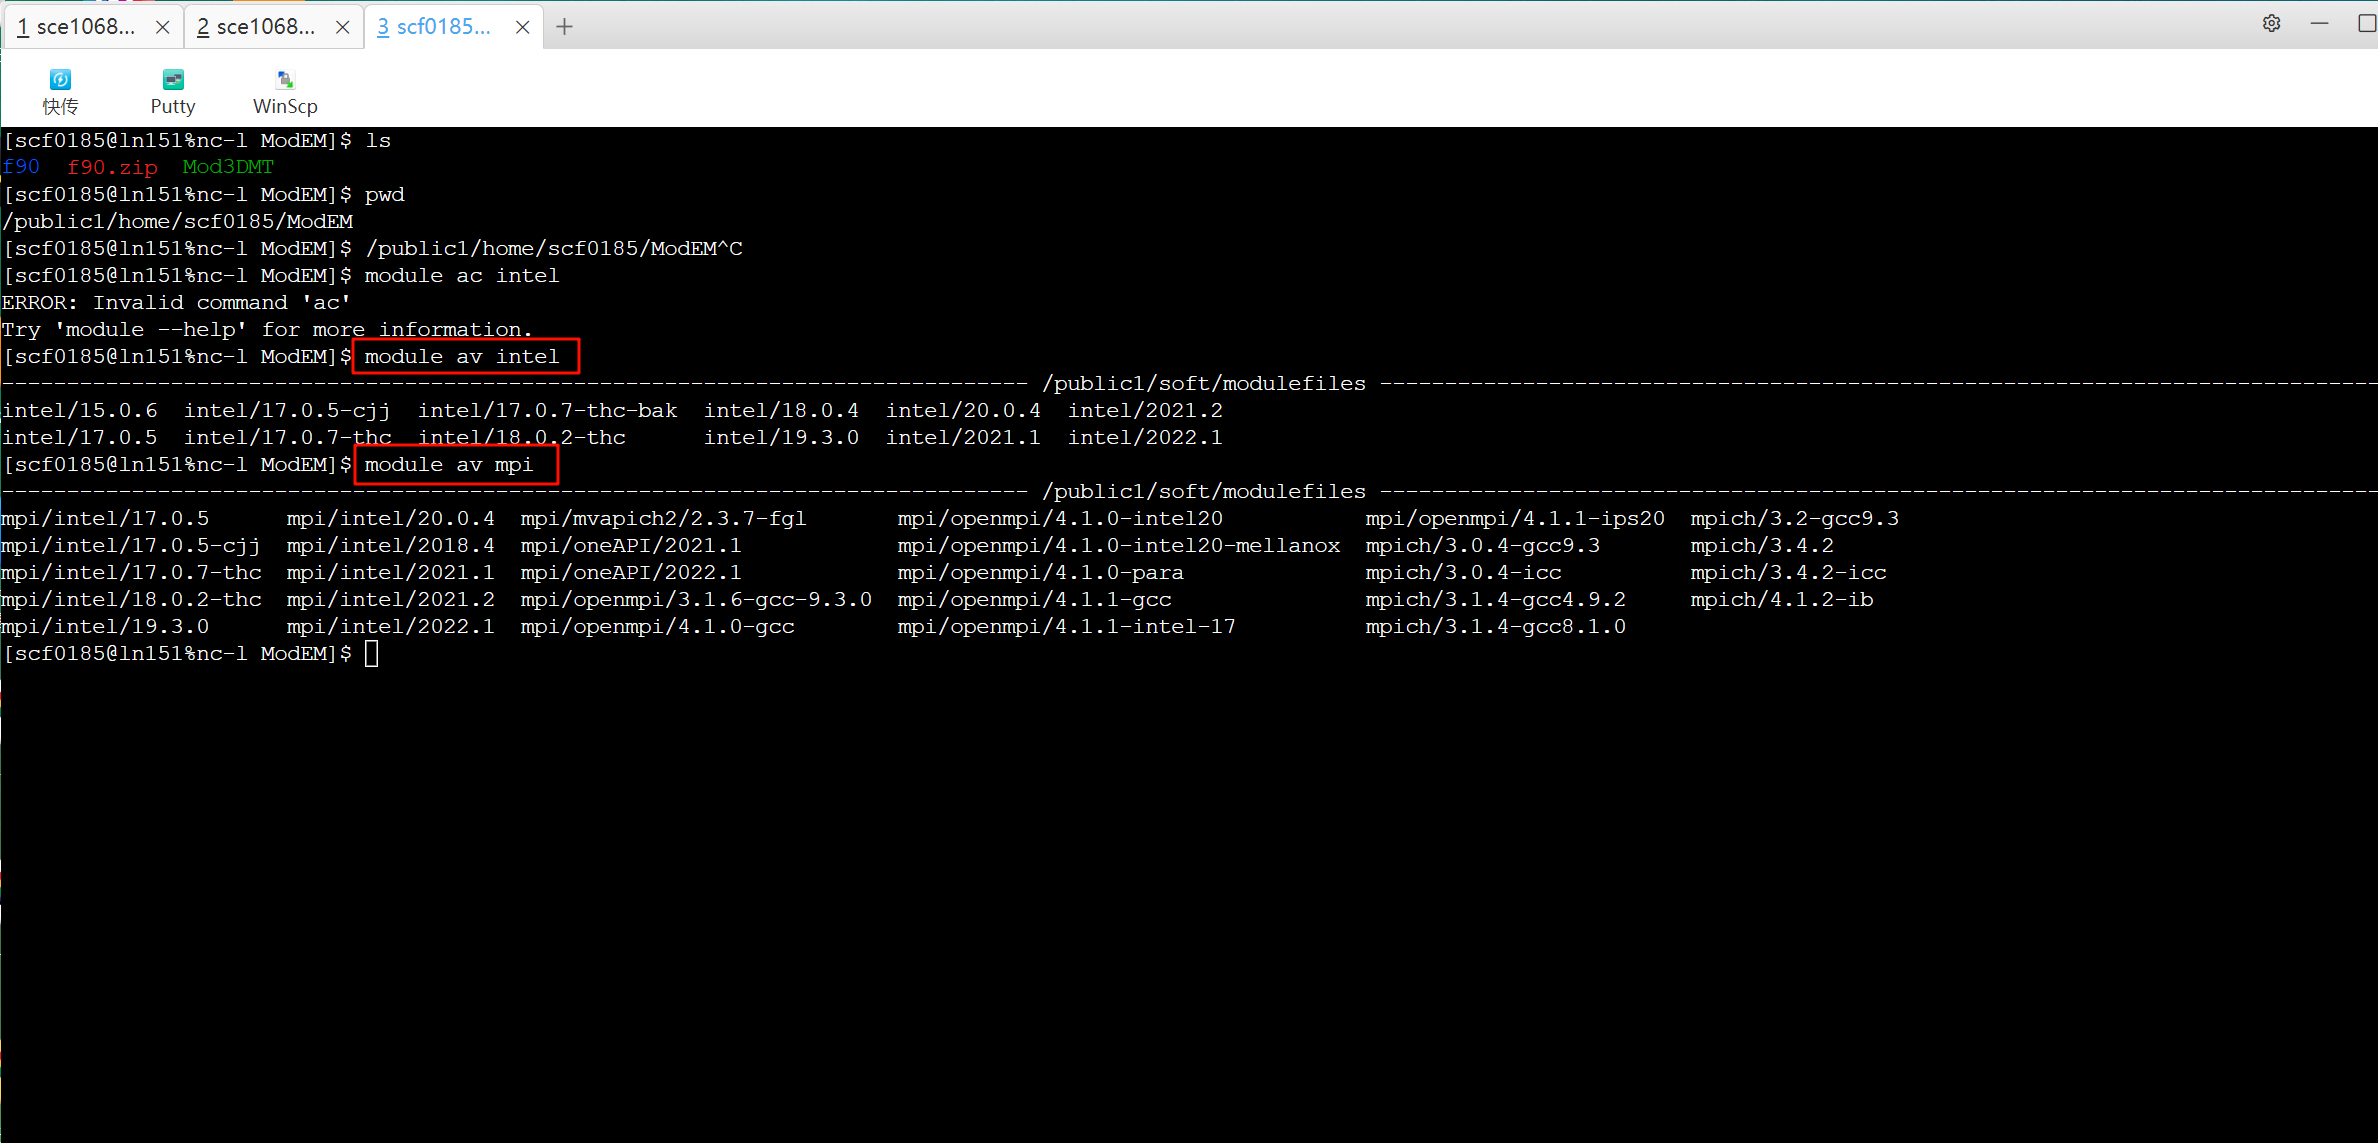 1 sce1068... 2 sce1068... 3 scf0185...
快传 Putty WinScp
[scf0185@ln151%nc-l ModEM]$ ls
f90 f90.zip Mod3DMT
[scf0185@ln151%nc-l ModEM]$ pwd
/public1/home/scf0185/ModEM
[scf0185@ln151%nc-l ModEM]$ /public1/home/scf0185/ModEM^C
[scf0185@ln151%nc-l ModEM]$ module ac intel
ERROR: Invalid command 'ac'
Try 'module --help' for more information.
[scf0185@ln151%nc-l ModEM]$ module av intel
------------------------------------------------------------------------------- /public1/soft/modulefiles -----------------------------------------------------------------------------
intel/15.0.6 intel/17.0.5-cjj intel/17.0.7-thc-bak intel/18.0.4 intel/20.0.4 intel/2021.2
intel/17.0.5 intel/17.0.7-thc intel/18.0.2-thc intel/19.3.0 intel/2021.1 intel/2022.1
[scf0185@ln151%nc-l ModEM]$ module av mpi
------------------------------------------------------------------------------- /public1/soft/modulefiles -----------------------------------------------------------------------------
mpi/intel/17.0.5 mpi/intel/20.0.4 mpi/mvapich2/2.3.7-fgl mpi/openmpi/4.1.0-intel20 mpi/openmpi/4.1.1-ips20 mpich/3.2-gcc9.3
mpi/intel/17.0.5-cjj mpi/intel/2018.4 mpi/oneAPI/2021.1 mpi/openmpi/4.1.0-intel20-mellanox mpich/3.0.4-gcc9.3 mpich/3.4.2
mpi/intel/17.0.7-thc mpi/intel/2021.1 mpi/oneAPI/2022.1 mpi/openmpi/4.1.0-para mpich/3.0.4-icc mpich/3.4.2-icc
mpi/intel/18.0.2-thc mpi/intel/2021.2 mpi/openmpi/3.1.6-gcc-9.3.0 mpi/openmpi/4.1.1-gcc mpich/3.1.4-gcc4.9.2 mpich/4.1.2-ib
mpi/intel/19.3.0 mpi/intel/2022.1 mpi/openmpi/4.1.0-gcc mpi/openmpi/4.1.1-intel-17 mpich/3.1.4-gcc8.1.0
[scf0185@ln151%nc-l ModEM]$